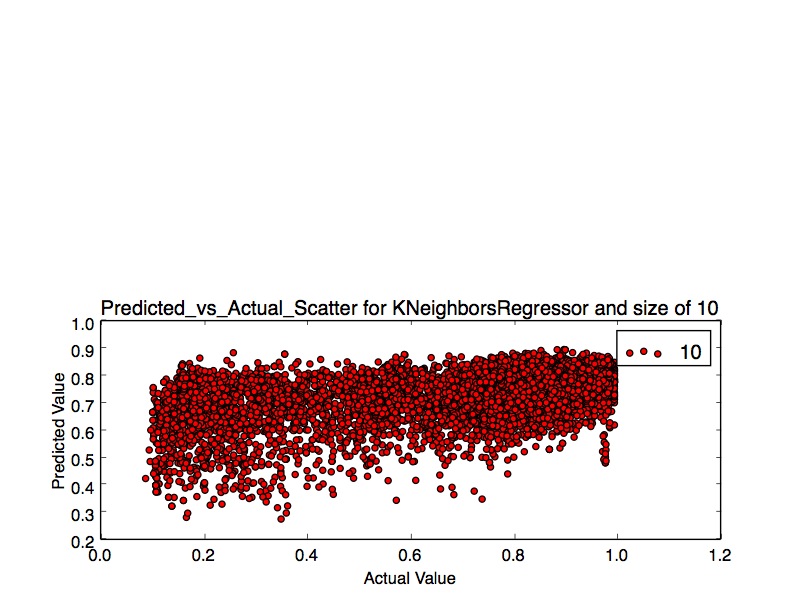 Predicted_vs_Actual_Scatter for KNeighborsRegressor and size of 10
1.0
0.9
0.8
0.7
0.6
0.5
0.4
0.3
0.2
Predicted Value
10
0.0 0.2 0.4 0.6 0.8 1.0 1.2
Actual Value